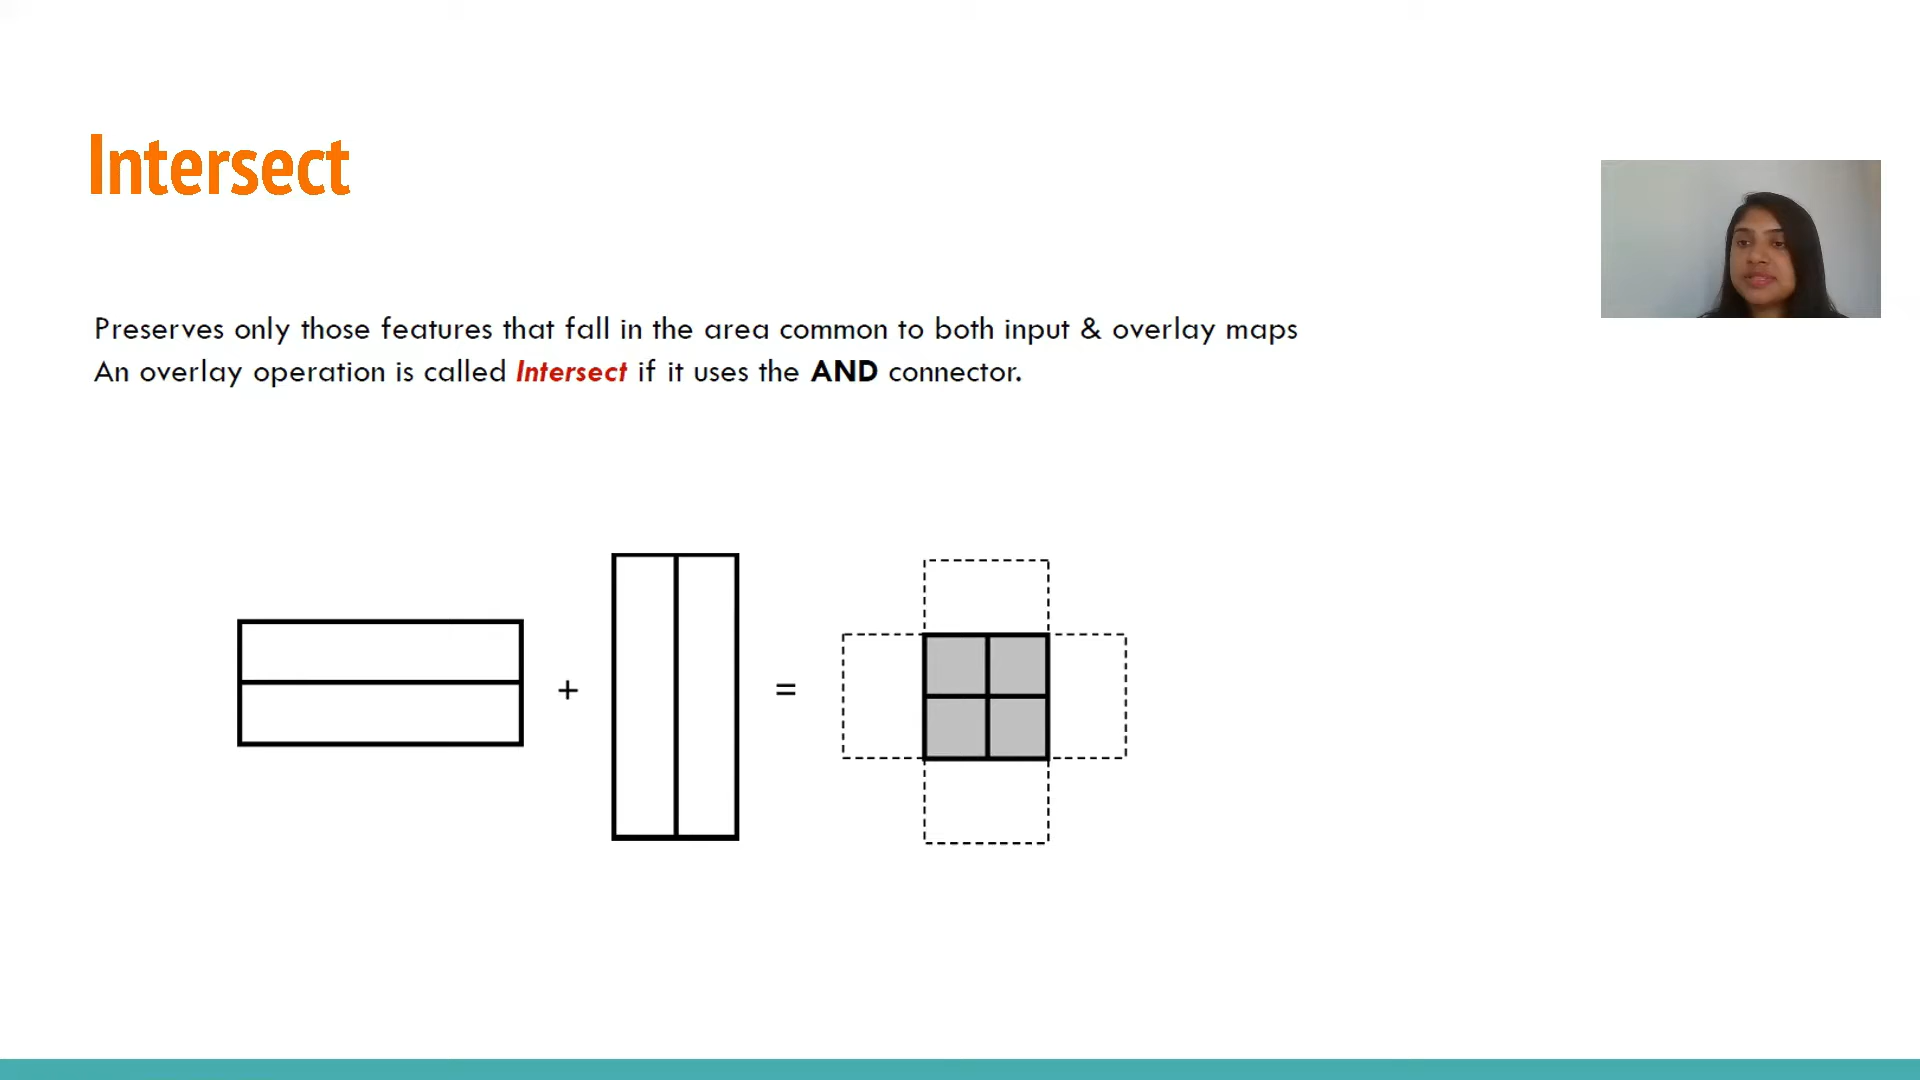 Intersect
Preserves only those features that fall in the area common to both input & overlay maps
An overlay operation is called Intersect if it uses the AND connector.
+ =